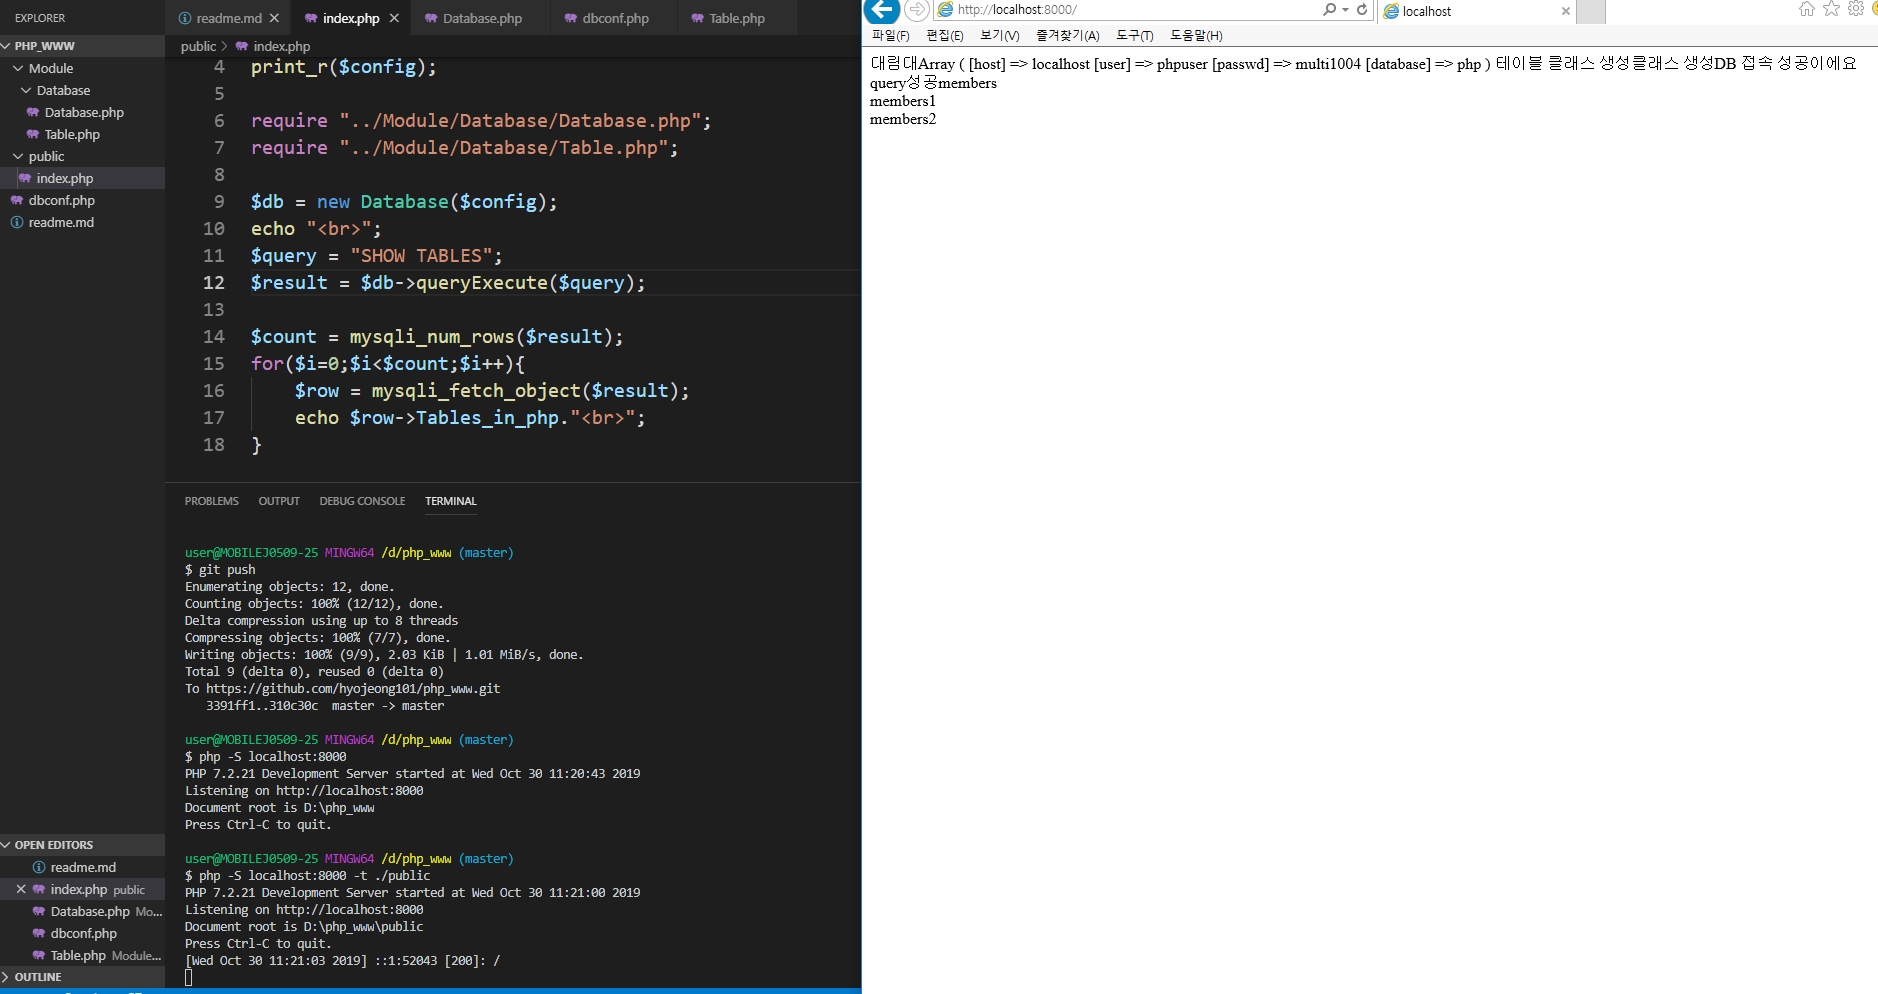 EXPLORER
PHP_WWW
Module
Database
Database.php
Table.php
public
index.php
dbconf.php
readme.md
OPEN EDITORS
readme.md
index.php public
Database.php Mo...
dbconf.php
Table.php Module...
OUTLINE
readme.md
index.php
Database.php
dbconf.php
Table.php
public > index.php
4 print_r($config);
5
6 require "../Module/Database/Database.php";
7 require "../Module/Database/Table.php";
8
9 $db = new Database($config);
10 echo "<br>";
11 $query = "SHOW TABLES";
12 $result = $db->queryExecute($query);
13
14 $count = mysqli_num_rows($result);
15 for($i=0;$i<$count;$i++){
16 $row = mysqli_fetch_object($result);
17 echo $row->Tables_in_php."<br>";
18 }
PROBLEMS OUTPUT DEBUG CONSOLE TERMINAL
user@MOBILEJ0509-25 MINGW64 /d/php_www (master)
$ git push
Enumerating objects: 12, done.
Counting objects: 100% (12/12), done.
Delta compression using up to 8 threads
Compressing objects: 100% (7/7), done.
Writing objects: 100% (9/9), 2.03 KiB | 1.01 MiB/s, done.
Total 9 (delta 0), reused 0 (delta 0)
To https://github.com/hyojeong101/php_www.git
3391ff1..310c30c master -> master
user@MOBILEJ0509-25 MINGW64 /d/php_www (master)
$ php -S localhost:8000
PHP 7.2.21 Development Server started at Wed Oct 30 11:20:43 2019
Listening on http://localhost:8000
Document root is D:\php_www
Press Ctrl-C to quit.
user@MOBILEJ0509-25 MINGW64 /d/php_www (master)
$ php -S localhost:8000 -t ./public
PHP 7.2.21 Development Server started at Wed Oct 30 11:21:00 2019
Listening on http://localhost:8000
Document root is D:\php_www\public
Press Ctrl-C to quit.
[Wed Oct 30 11:21:03 2019] ::1:52043 [200]: /
http://localhost:8000/
localhost
파일(F) 편집(E) 보기(V) 즐겨찾기(A) 도구(T) 도움말(H)
대림대Array ( [host] => localhost [user] => phpuser [passwd] => multi1004 [database] => php ) 테이블 클래스 생성클래스 생성DB 접속 성공이에요
query성공members
members1
members2